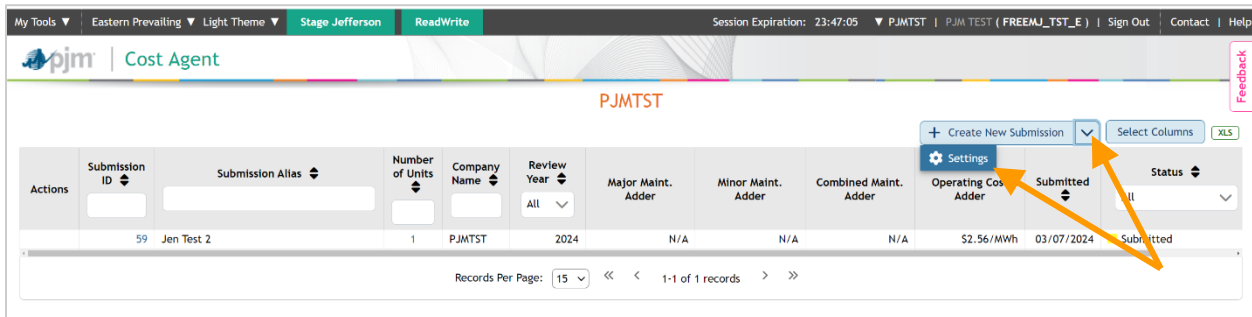 My Tools ▼ Eastern Prevailing ▼ Light Theme ▼ Stage Jefferson ReadWrite Session Expiration: 23:47:05 ▼ PJMTST | PJM TEST ( FREEMJ_TST_E ) | Sign Out Contact | Help
pjm | Cost Agent
Feedback
PJMTST
+ Create New Submission Select Columns XLS
Settings
Actions
Submission ID
Submission Alias
Number of Units
Company Name
Review Year
All
Major Maint. Adder
Minor Maint. Adder
Combined Maint. Adder
Operating Adder
Submitted
Status
59 Jen Test 2 1 PJMTST 2024 N/A N/A N/A $2.56/MWh 03/07/2024 Submitted
Records Per Page: 15 « < 1-1 of 1 records > »